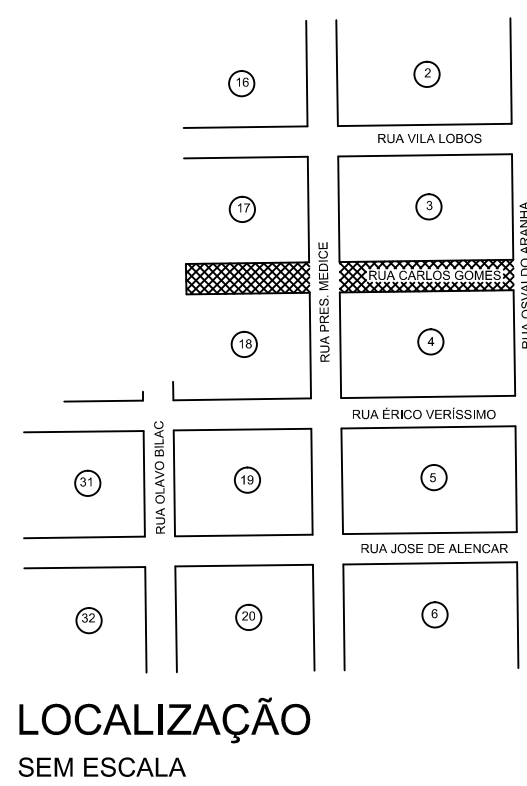 16
2
RUA VILA LOBOS
17
3
RUA OSVALDO ARANHA
RUA PRES. MEDICE
RUA CARLOS GOMES
18
4
RUA ÉRICO VERÍSSIMO
RUA OLAVO BILAC
31
19
5
RUA JOSE DE ALENCAR
32
20
6
LOCALIZAÇÃO
SEM ESCALA